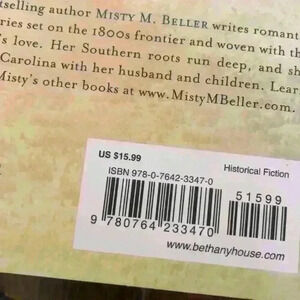 tselling author MISTY M. BELLER writes romant
ries set on the 1800s frontier and woven with th
's love. Her Southern roots run deep, and sh
Carolina with her husband and children. Lear
Misty's other books at www.MistyMBeller.com.
US $15.99
Historical Fiction
ISBN 978-0-7642-3347-0
51599
9 780764 233470
www.bethanyhouse.com